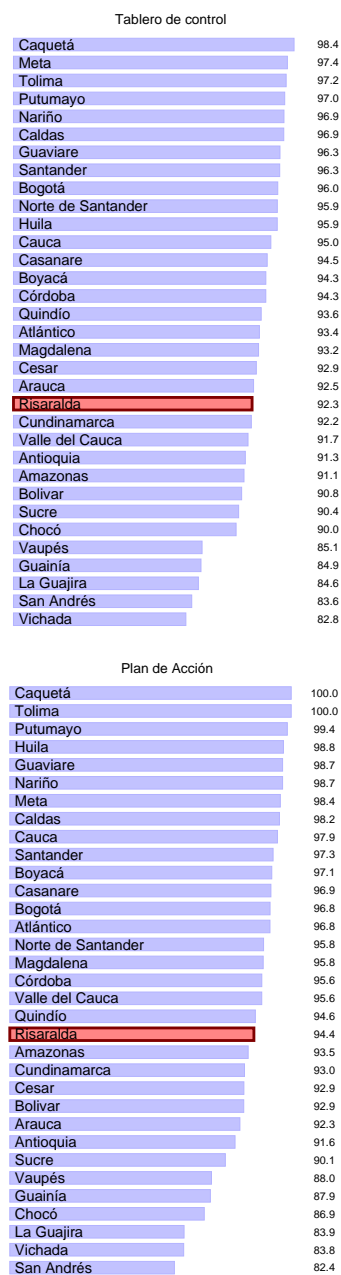 Tablero de control
Caquetá 98.4
Meta 97.4
Tolima 97.2
Putumayo 97.0
Nariño 96.9
Caldas 96.9
Guaviare 96.3
Santander 96.3
Bogotá 96.0
Norte de Santander 95.9
Huila 95.9
Cauca 95.0
Casanare 94.5
Boyacá 94.3
Córdoba 94.3
Quindío 93.6
Atlántico 93.4
Magdalena 93.2
Cesar 92.9
Arauca 92.5
Risaralda 92.3
Cundinamarca 92.2
Valle del Cauca 91.7
Antioquia 91.3
Amazonas 91.1
Bolivar 90.8
Sucre 90.4
Chocó 90.0
Vaupés 85.1
Guainía 84.9
La Guajira 84.6
San Andrés 83.6
Vichada 82.8
Plan de Acción
Caquetá 100.0
Tolima 100.0
Putumayo 99.4
Huila 98.8
Guaviare 98.7
Nariño 98.7
Meta 98.4
Caldas 98.2
Cauca 97.9
Santander 97.3
Boyacá 97.1
Casanare 96.9
Bogotá 96.8
Atlántico 96.8
Norte de Santander 95.8
Magdalena 95.8
Córdoba 95.6
Valle del Cauca 95.6
Quindío 94.6
Risaralda 94.4
Amazonas 93.5
Cundinamarca 93.0
Cesar 92.9
Bolivar 92.9
Arauca 92.3
Antioquia 91.6
Sucre 90.1
Vaupés 88.0
Guainía 87.9
Chocó 86.9
La Guajira 83.9
Vichada 83.8
San Andrés 82.4